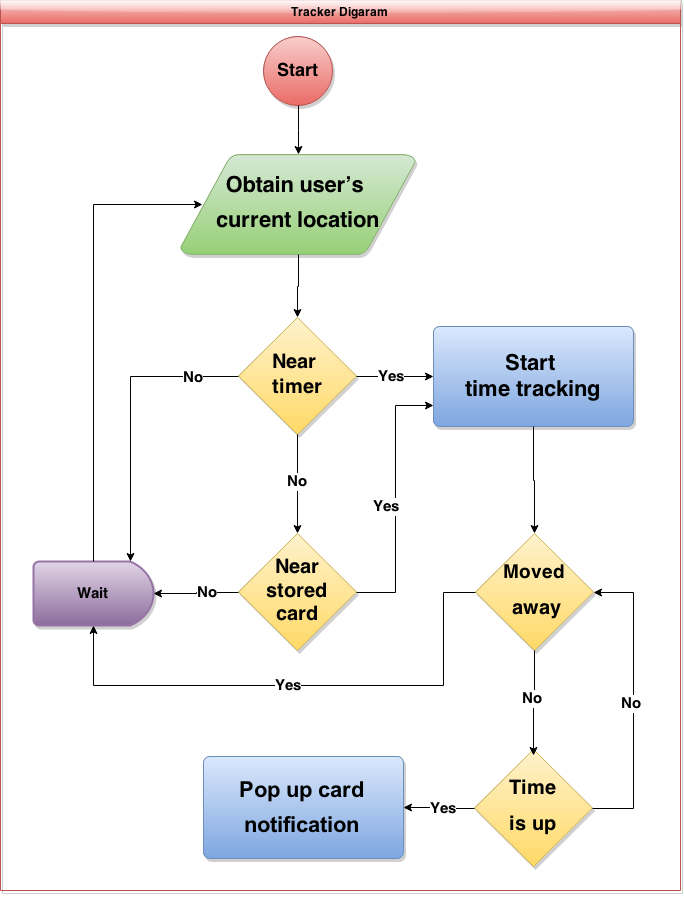 Tracker Digaram
Start
Obtain user’s
current location
Near
timer
Yes
No
Start
time tracking
No
Yes
Near
stored
card
No
Wait
Moved
away
Yes
No
No
Time
is up
Yes
Pop up card
notification